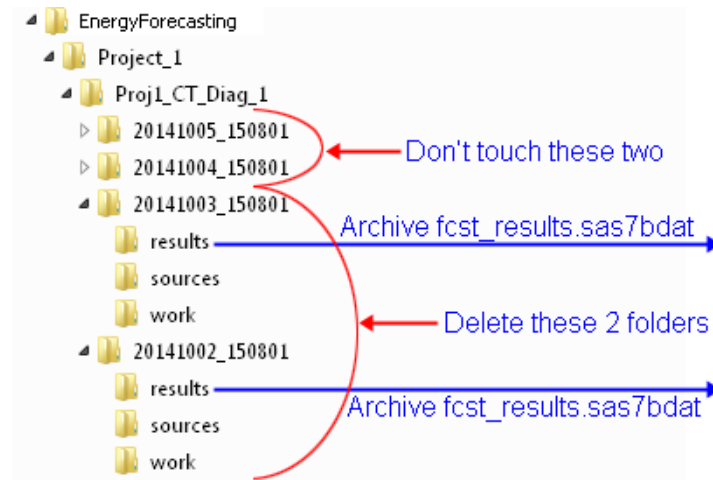 EnergyForecasting
Project_1
Proj1_CT_Diag_1
20141005_150801
Don't touch these two
20141004_150801
20141003_150801
Archive fcst_results.sas7bdat
results
sources
work
Delete these 2 folders
20141002_150801
results
Archive fcst_results.sas7bdat
sources
work